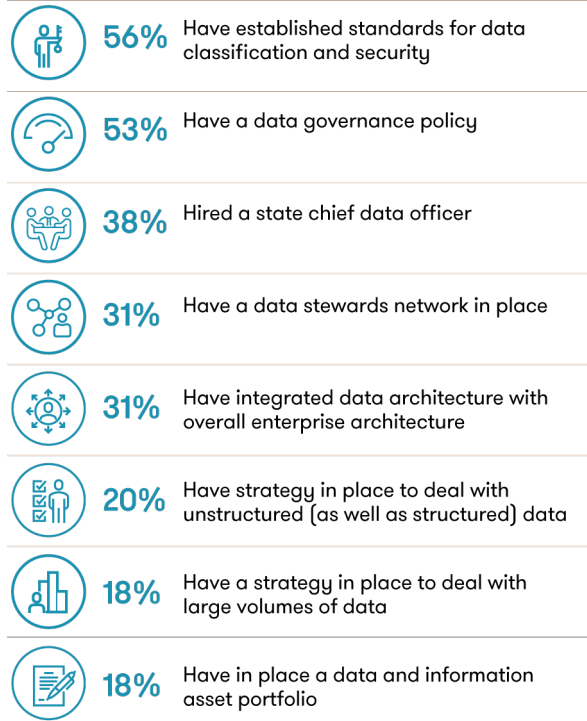 56% Have established standards for data
classification and security
53% Have a data governance policy
38% Hired a state chief data officer
31% Have a data stewards network in place
31% Have integrated data architecture with
overall enterprise architecture
20% Have strategy in place to deal with
unstructured (as well as structured) data
18% Have a strategy in place to deal with
large volumes of data
18% Have in place a data and information
asset portfolio